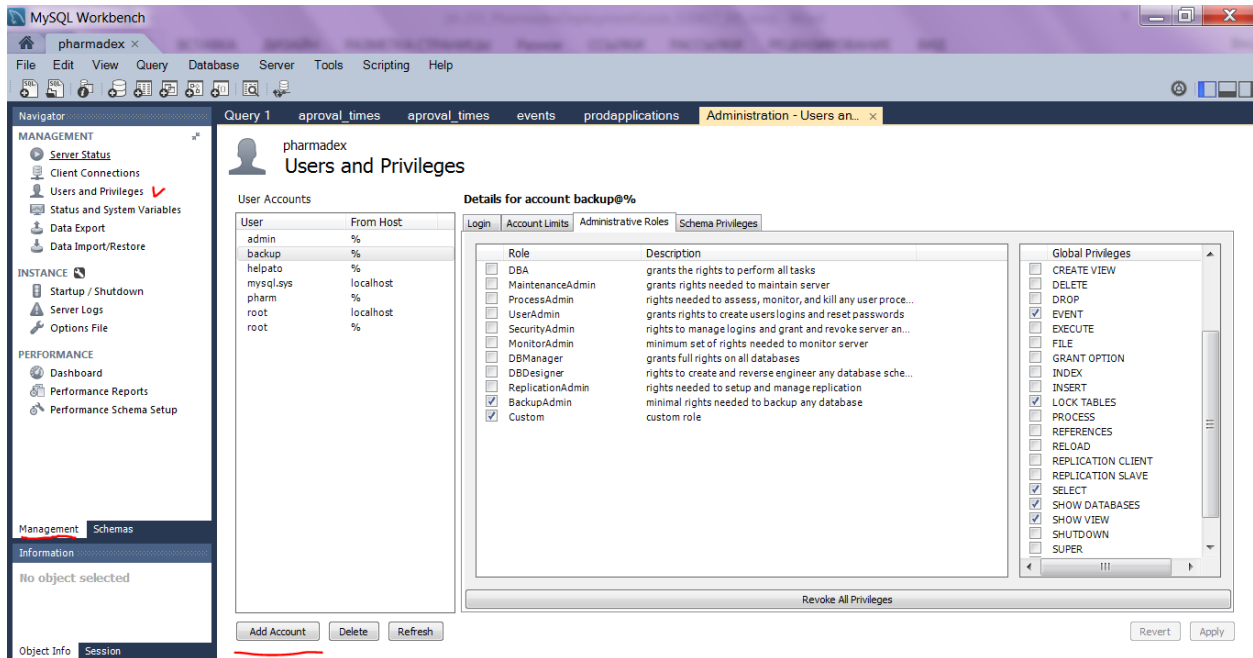 MySQL Workbench
pharmadex ×
File Edit View Query Database Server Tools Scripting Help
Navigator
MANAGEMENT
Server Status
Client Connections
Users and Privileges
Status and System Variables
Data Export
Data Import/Restore
INSTANCE
Startup / Shutdown
Server Logs
Options File
PERFORMANCE
Dashboard
Performance Reports
Performance Schema Setup
Management Schemas
Information
No object selected
Object Info Session
Query 1 aproval_times aproval_times events prodapplications Administration - Users an... ×
pharmadex
Users and Privileges
User Accounts
User From Host
admin %
backup %
helpato %
mysql.sys localhost
pharm %
root localhost
root %
Add Account Delete Refresh
Details for account backup@%
Login Account Limits Administrative Roles Schema Privileges
Role Description
DBA grants the rights to perform all tasks
MaintenanceAdmin grants rights needed to maintain server
ProcessAdmin rights needed to assess, monitor, and kill any user proce...
UserAdmin grants rights to create users logins and reset passwords
SecurityAdmin rights to manage logins and grant and revoke server an...
MonitorAdmin minimum set of rights needed to monitor server
DBManager grants full rights on all databases
DBDesigner rights to create and reverse engineer any database sche...
ReplicationAdmin rights needed to setup and manage replication
BackupAdmin minimal rights needed to backup any database
Custom custom role
Global Privileges
CREATE VIEW
DELETE
DROP
EVENT
EXECUTE
FILE
GRANT OPTION
INDEX
INSERT
LOCK TABLES
PROCESS
REFERENCES
RELOAD
REPLICATION CLIENT
REPLICATION SLAVE
SELECT
SHOW DATABASES
SHOW VIEW
SHUTDOWN
SUPER
Revoke All Privileges
Revert Apply